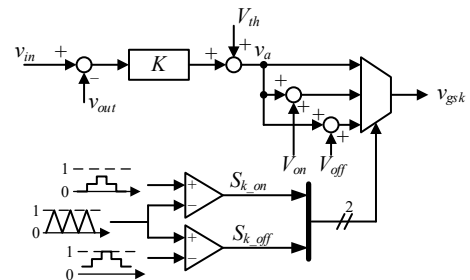 V_th
v_in + K + + v_a
− v_out
+ + v_gsk
+ +
V_on V_off
1 0
+ − S_k_on
1 0
2
+ − S_k_off
1 0